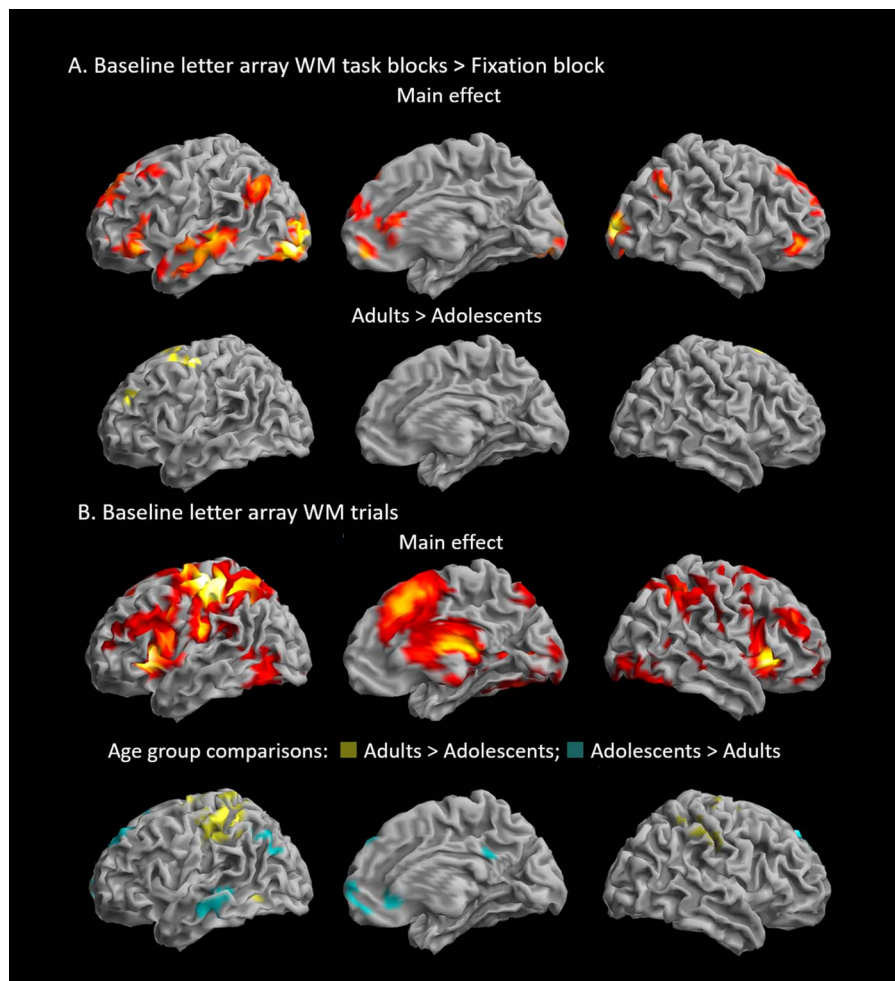 A. Baseline letter array WM task blocks > Fixation block
Main effect
Adults > Adolescents
B. Baseline letter array WM trials
Main effect
Age group comparisons: Adults > Adolescents; Adolescents > Adults